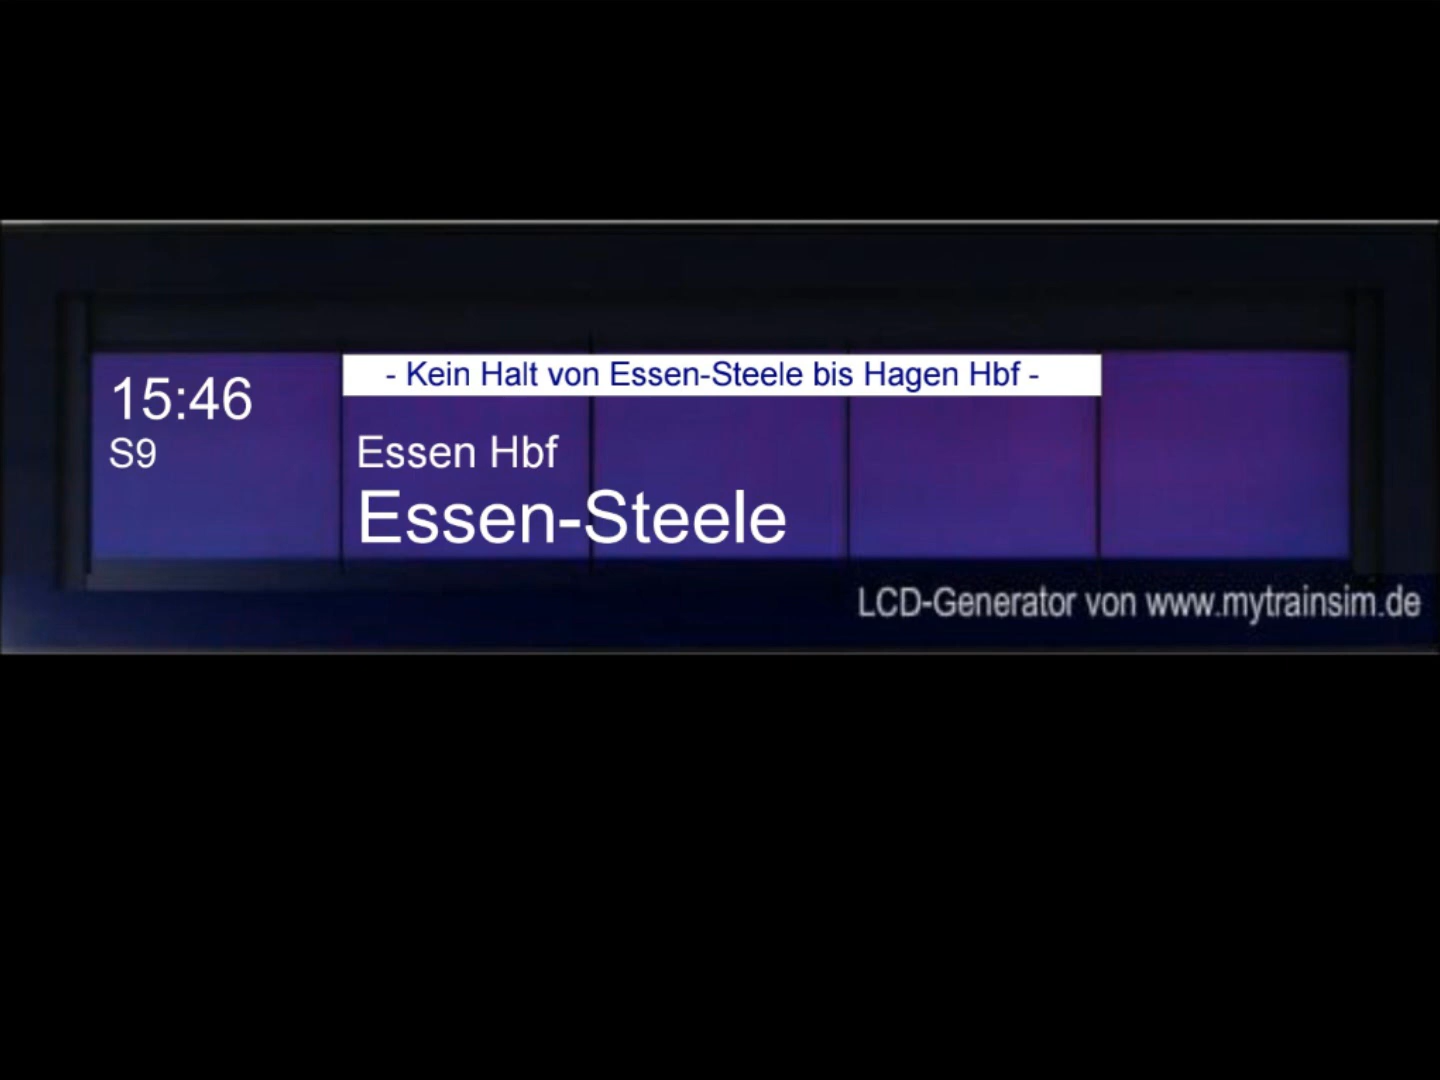 - Kein Halt von Essen-Steele bis Hagen Hbf -
15:46
S9
Essen Hbf
Essen-Steele
LCD-Generator von www.mytrainsim.de